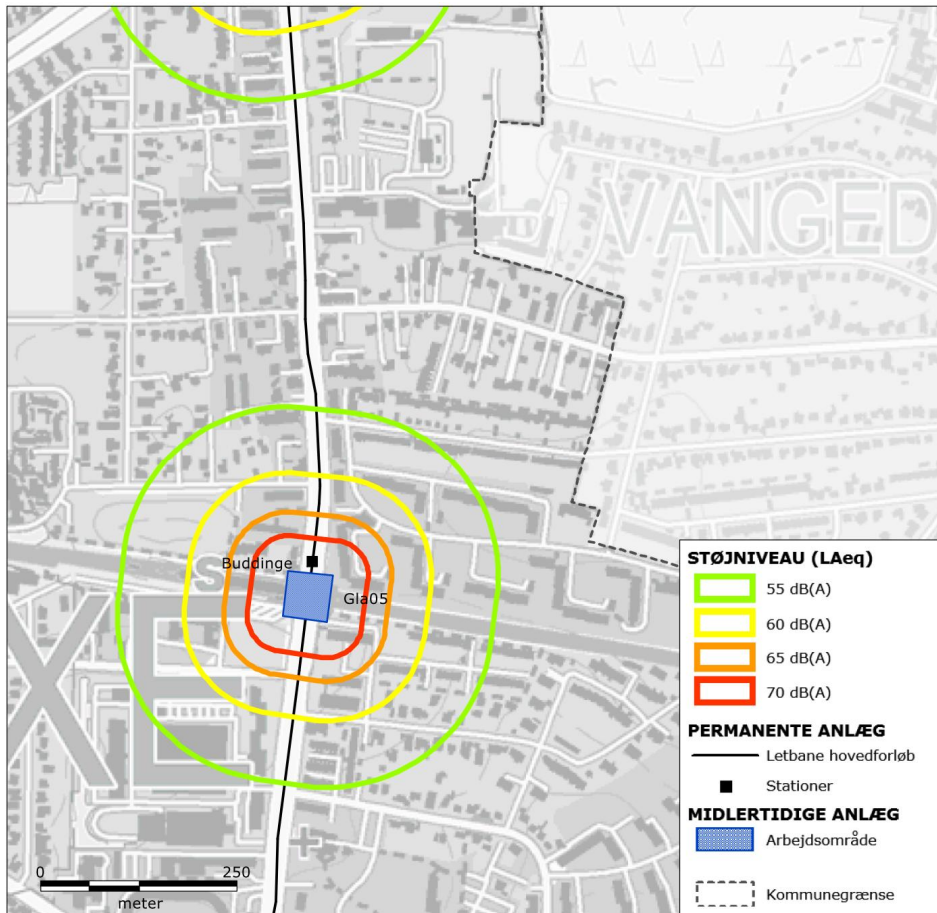 VANGED
Buddinge
S
Gla05
XE
0 250
meter
STØJNIVEAU (LAeq)
55 dB(A)
60 dB(A)
65 dB(A)
70 dB(A)
PERMANENTE ANLÆG
Letbane hovedforløb
Stationer
MIDLERTIDIGE ANLÆG
Arbejdsområde
Kommunegrænse